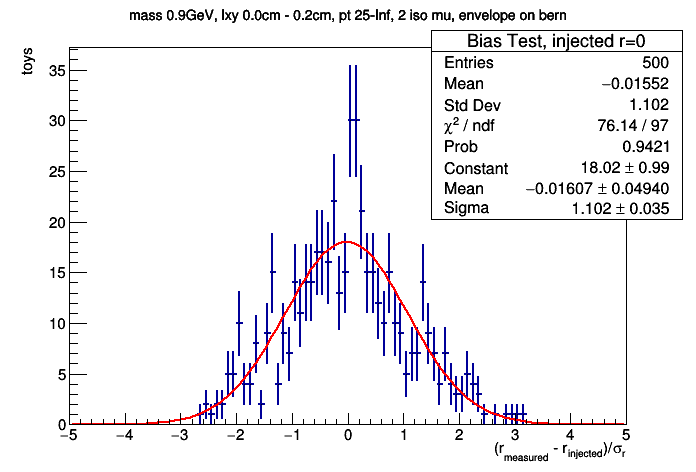 mass 0.9GeV, lxy 0.0cm - 0.2cm, pt 25-Inf, 2 iso mu, envelope on bern
toys
Bias Test, injected r=0
Entries 500
Mean −0.01552
Std Dev 1.102
χ² / ndf 76.14 / 97
Prob 0.9421
Constant 18.02 ± 0.99
Mean −0.01607 ± 0.04940
Sigma 1.102 ± 0.035
35
30
25
20
15
10
5
0
−5 −4 −3 −2 −1 0 1 2 3 4 5
(r_measured - r_injected)/σ_r